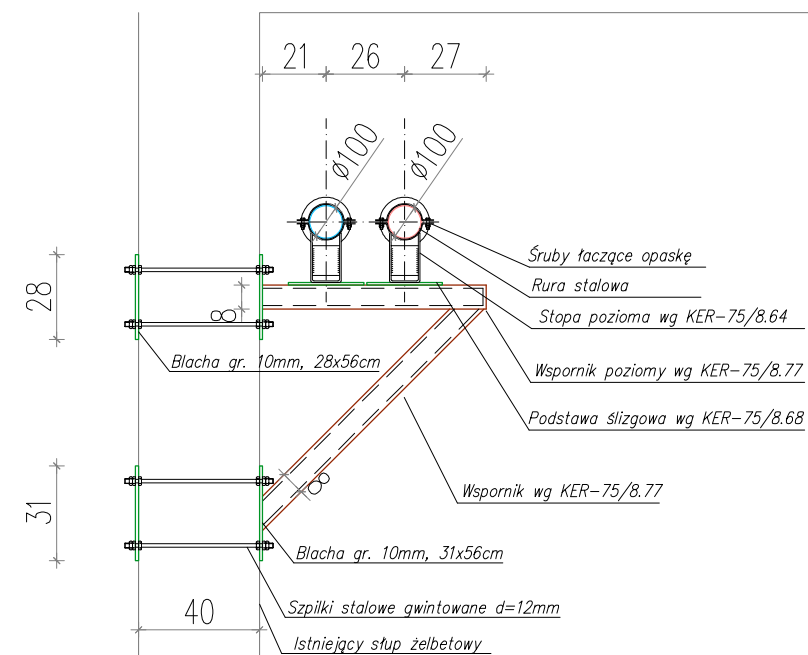 21 26 27
Ø100 Ø100
Śruby łaczące opaskę
Rura stalowa
28
8
Stopa pozioma wg KER-75/8.64
Blacha gr. 10mm, 28x56cm
Wspornik poziomy wg KER-75/8.77
Podstawa ślizgowa wg KER-75/8.68
8
Wspornik wg KER-75/8.77
31
Blacha gr. 10mm, 31x56cm
40
Szpilki stalowe gwintowane d=12mm
Istniejący słup żelbetowy